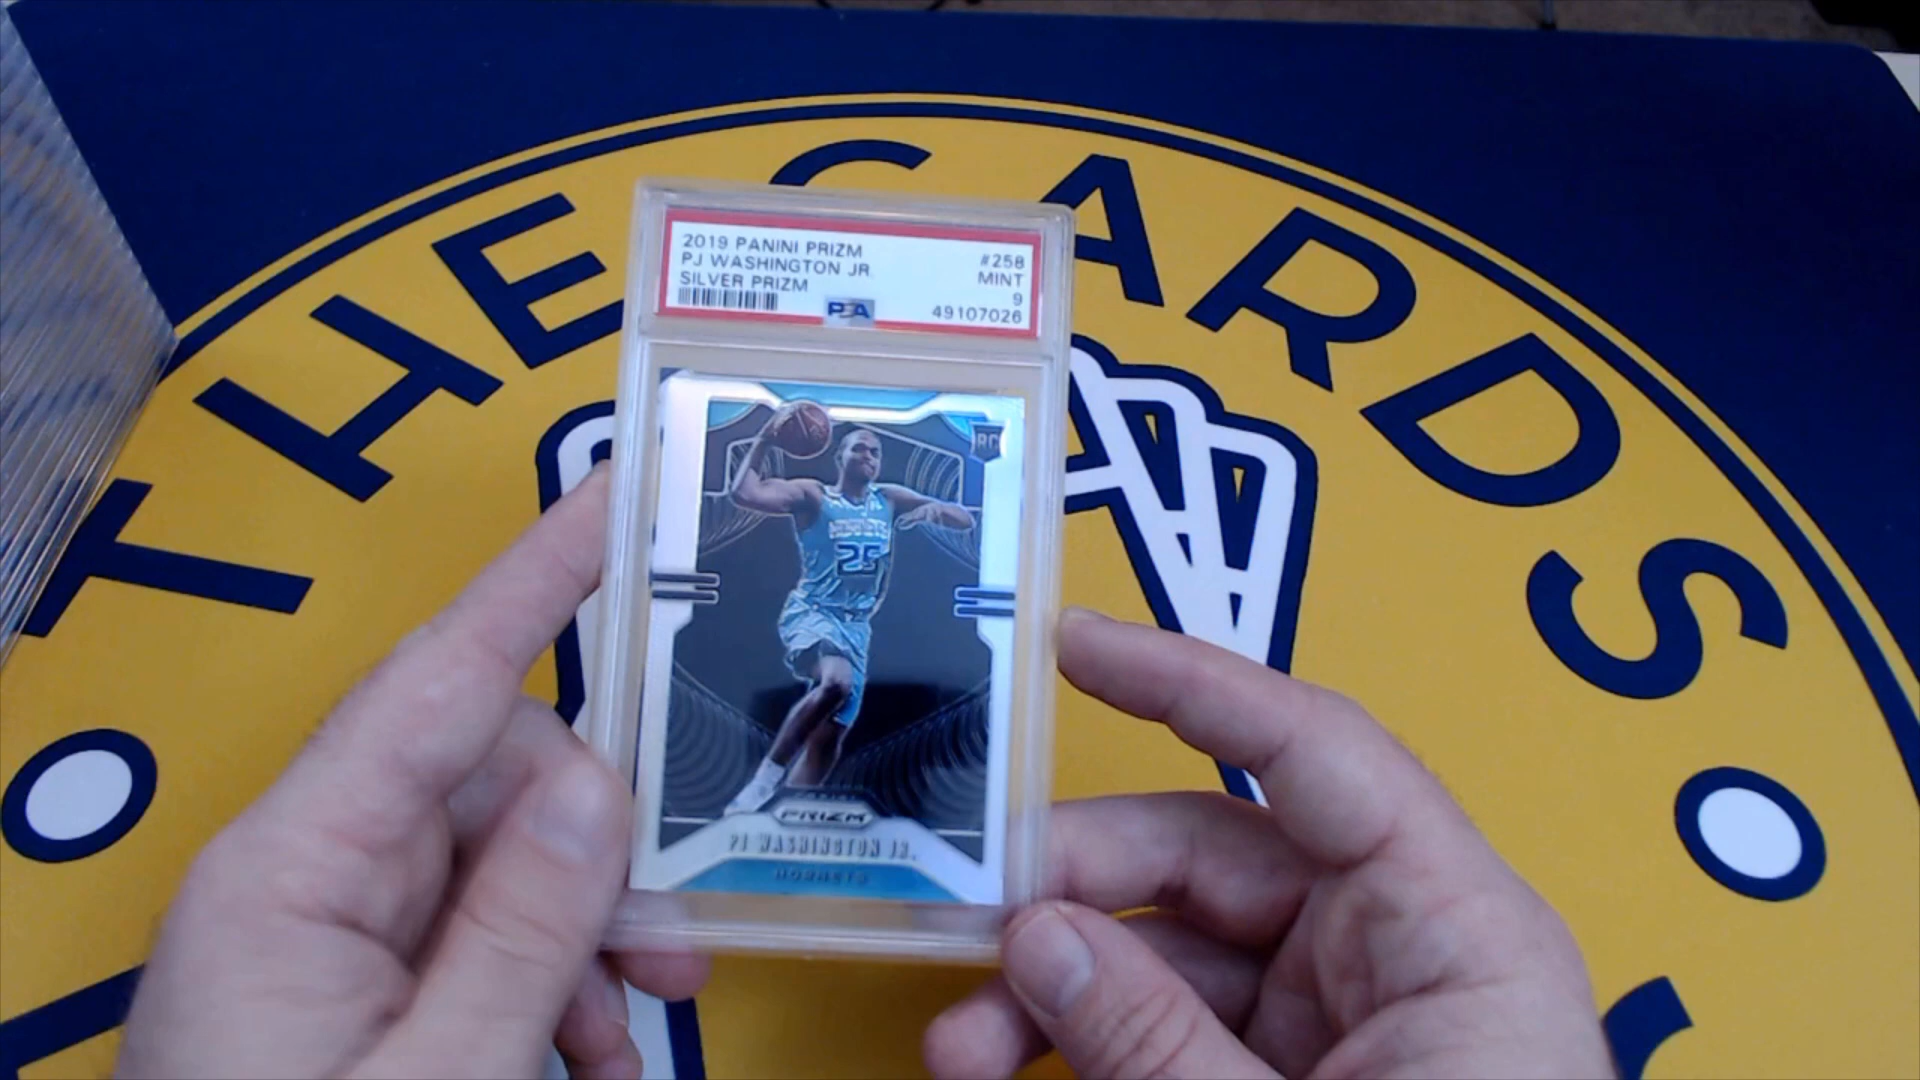 THE CARDS
2019 PANINI PRIZM
#258
PJ WASHINGTON JR.
MINT
SILVER PRIZM
9
PSA
49107026
RC
HORNETS
25
PRIZM
PJ WASHINGTON JR.
HORNETS